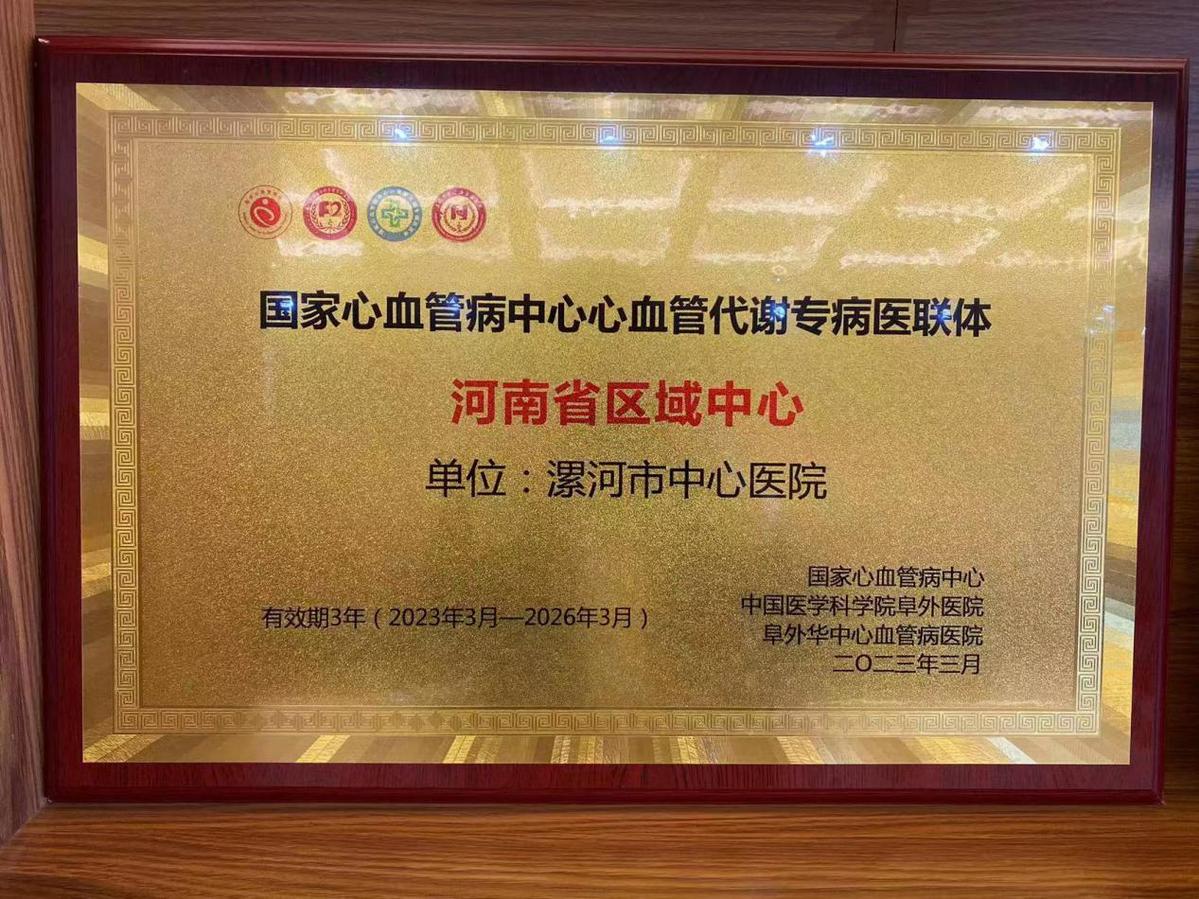 国家心血管病中心心血管代谢专病医联体
河南省区域中心
单位：漯河市中心医院
有效期3年（2023年3月—2026年3月）
国家心血管病中心
中国医学科学院阜外医院
阜外华中心血管病医院
二〇二三年三月